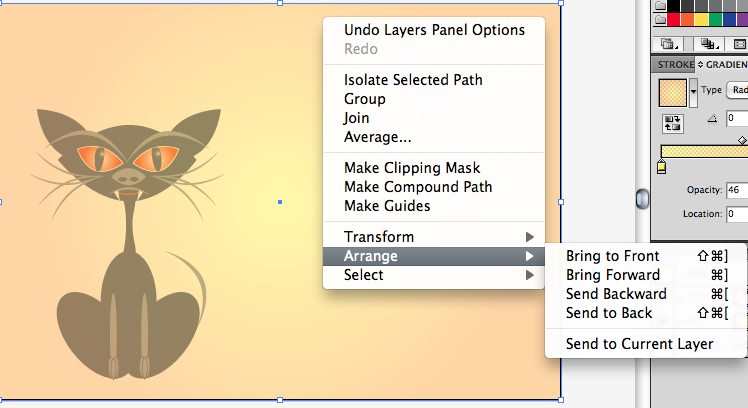 Undo Layers Panel Options
Redo
Isolate Selected Path
Group
Join
Average...
Make Clipping Mask
Make Compound Path
Make Guides
Transform
Arrange
Select
Bring to Front ⇧⌘]
Bring Forward ⌘]
Send Backward ⌘[
Send to Back ⇧⌘[
Send to Current Layer
STROKE GRADIEN
Type Rad
0
Opacity: 46
Location: 0